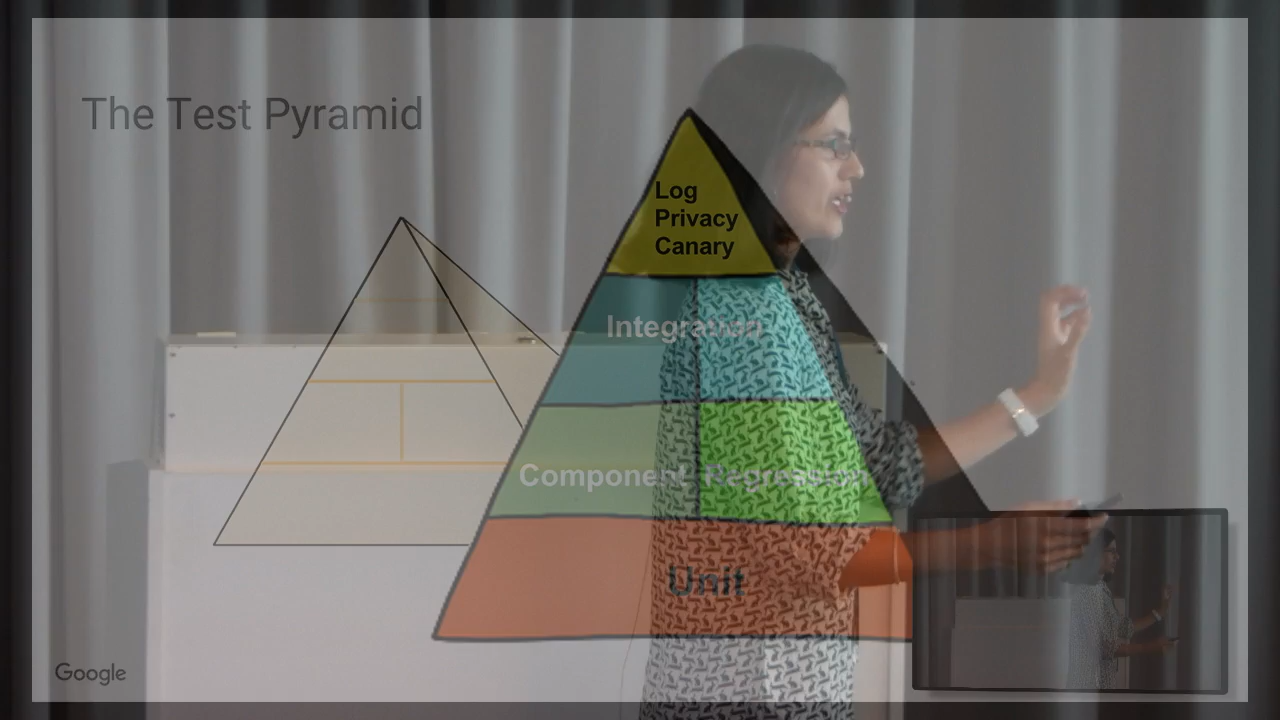 The Test Pyramid
Log
Privacy
Canary
Integration
Component Regression
Unit
Google